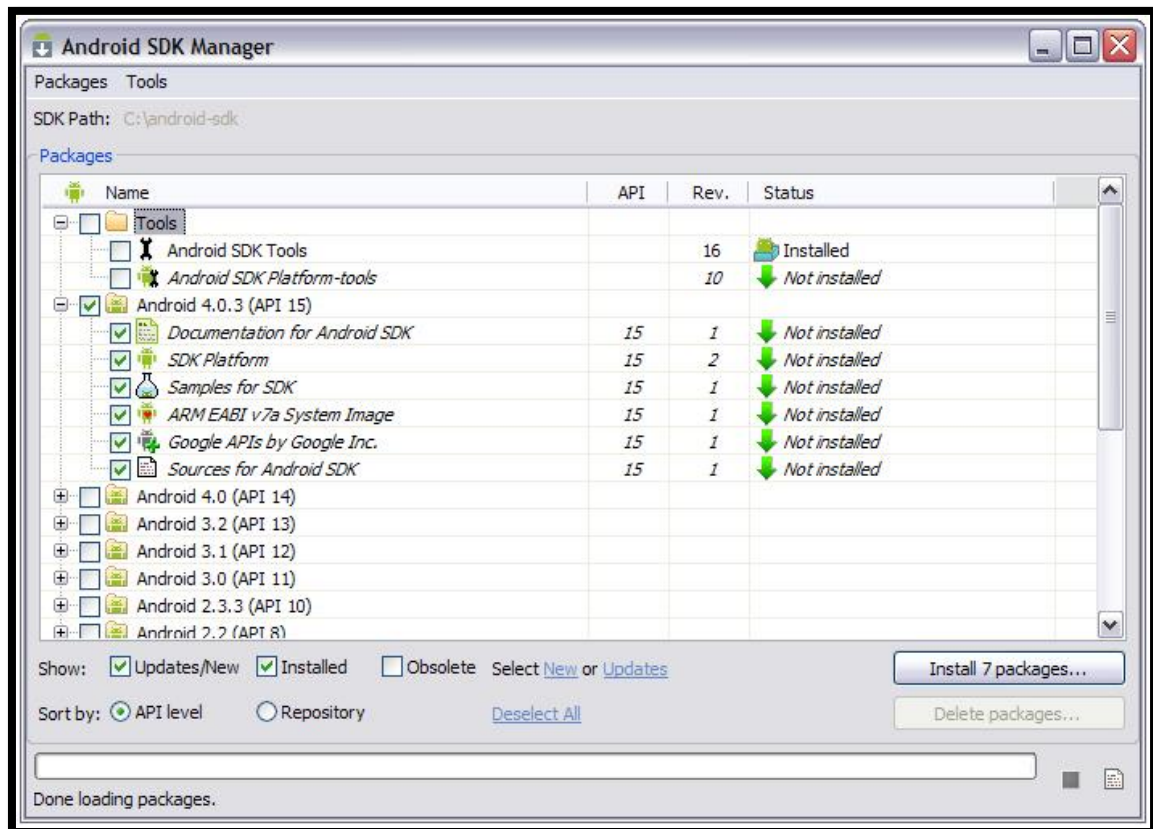 Android SDK Manager
Packages Tools
SDK Path: C:\android-sdk
Packages
Name API Rev. Status
Tools
Android SDK Tools 16 Installed
Android SDK Platform-tools 10 Not installed
Android 4.0.3 (API 15)
Documentation for Android SDK 15 1 Not installed
SDK Platform 15 2 Not installed
Samples for SDK 15 1 Not installed
ARM EABI v7a System Image 15 1 Not installed
Google APIs by Google Inc. 15 1 Not installed
Sources for Android SDK 15 1 Not installed
Android 4.0 (API 14)
Android 3.2 (API 13)
Android 3.1 (API 12)
Android 3.0 (API 11)
Android 2.3.3 (API 10)
Android 2.2 (API 8)
Show: Updates/New Installed Obsolete Select New or Updates Install 7 packages...
Sort by: API level Repository Deselect All Delete packages...
Done loading packages.